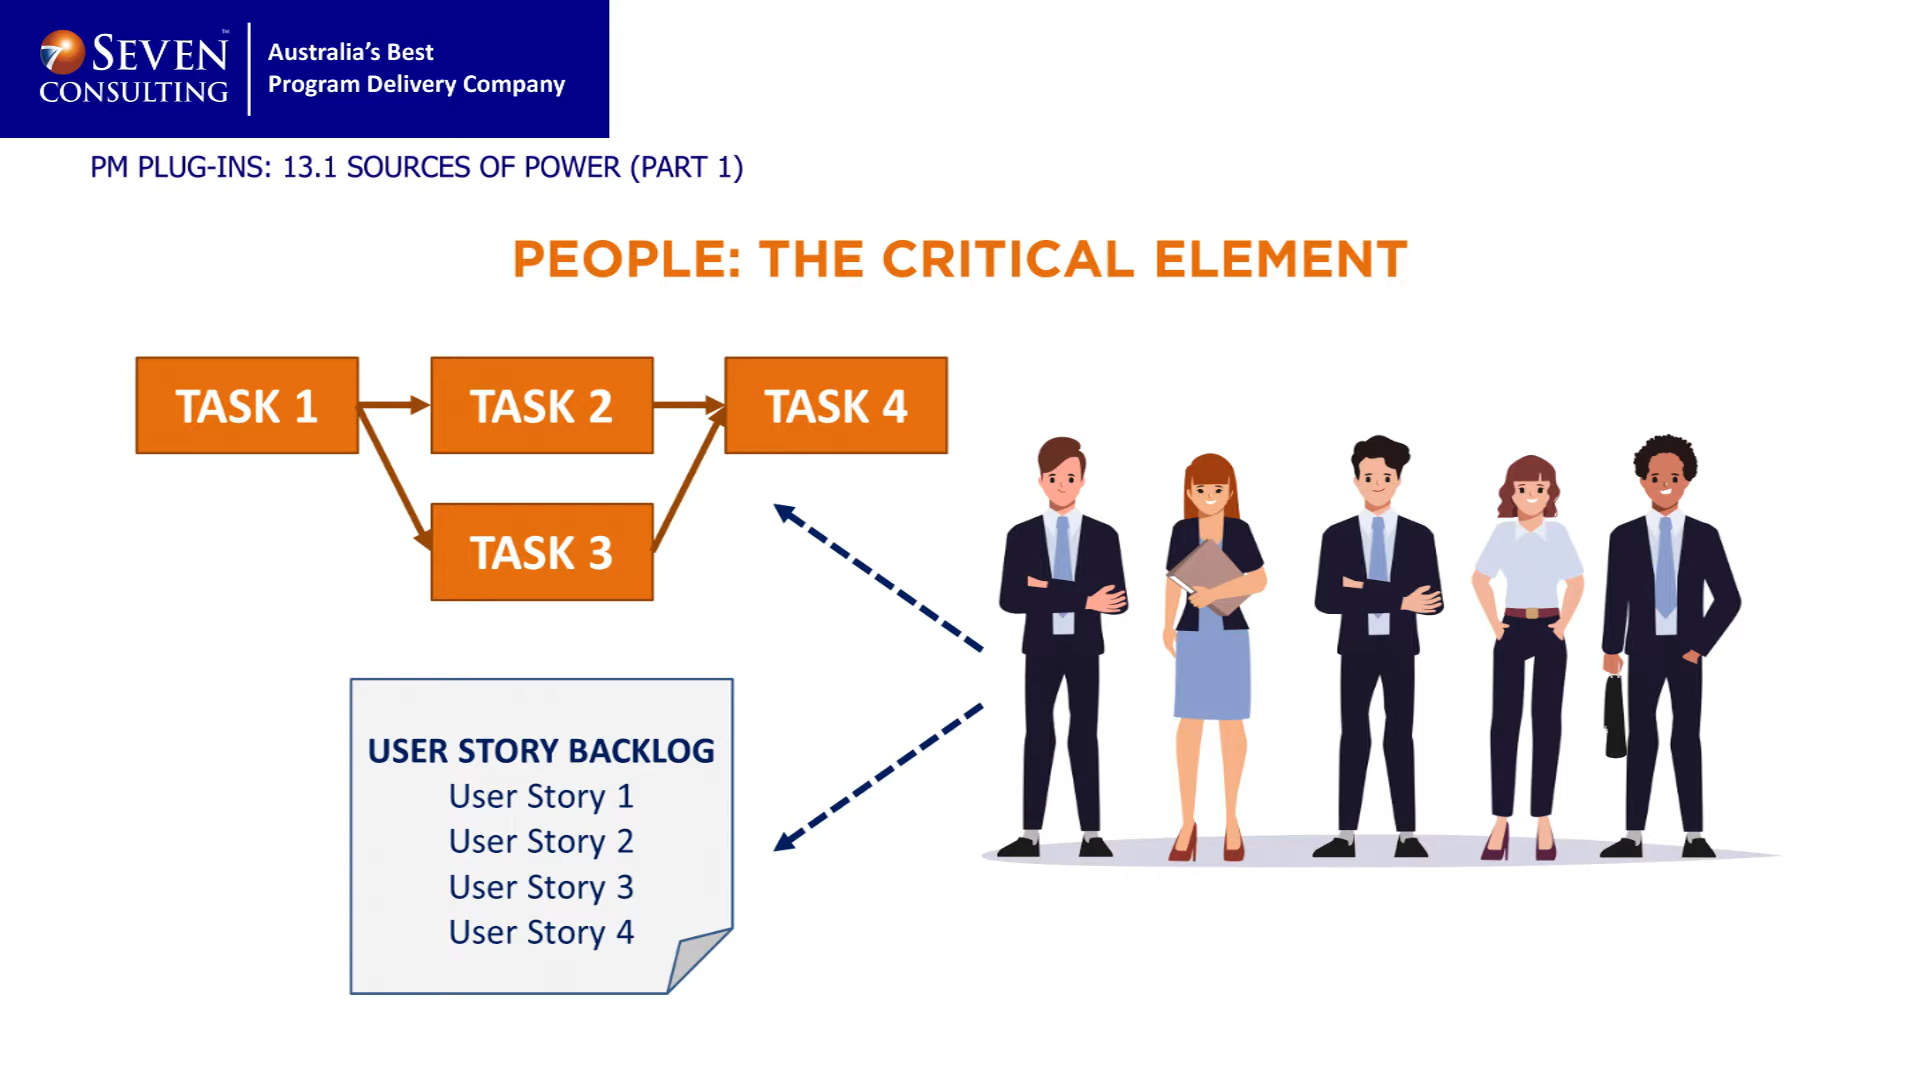 7 SEVEN™
CONSULTING
Australia's Best
Program Delivery Company
PM PLUG-INS: 13.1 SOURCES OF POWER (PART 1)
PEOPLE: THE CRITICAL ELEMENT
TASK 1
TASK 2
TASK 4
TASK 3
USER STORY BACKLOG
User Story 1
User Story 2
User Story 3
User Story 4